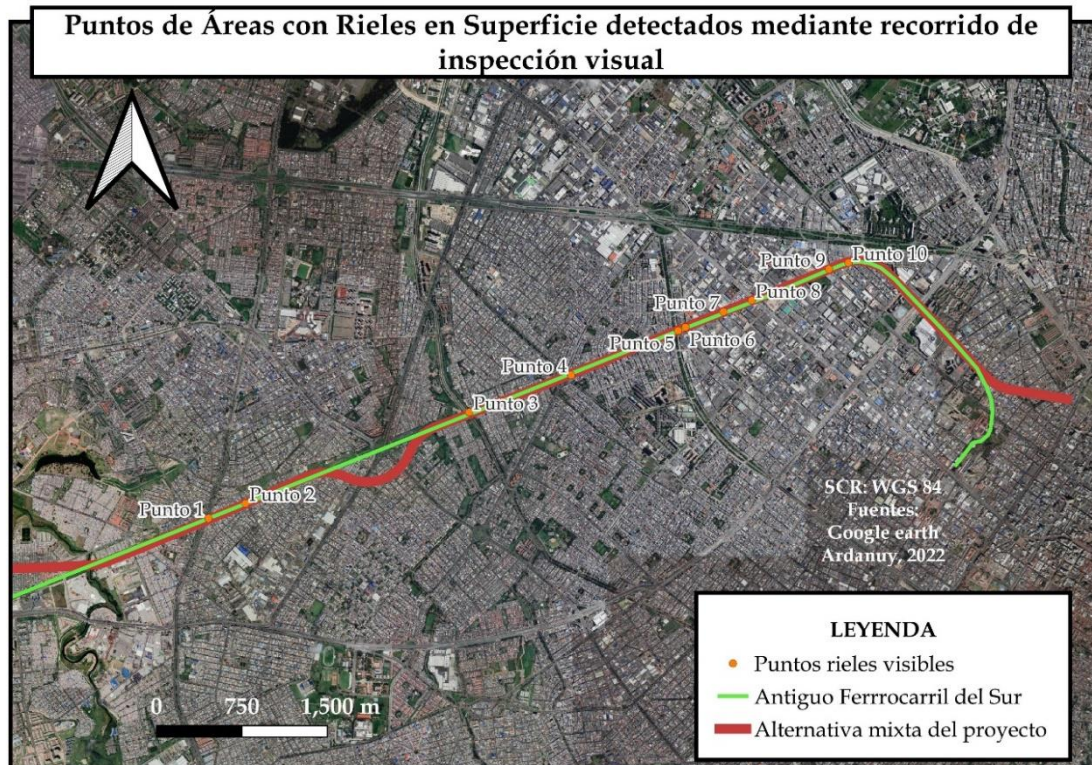 Puntos de Áreas con Rieles en Superficie detectados mediante recorrido de
inspección visual
Punto 9
Punto 10
Punto 7
Punto 8
Punto 5
Punto 6
Punto 4
Punto 3
Punto 2
Punto 1
SCR: WGS 84
Fuentes:
Google earth
Ardanuy, 2022
0 750 1,500 m
LEYENDA
Puntos rieles visibles
Antiguo Ferrrocarril del Sur
Alternativa mixta del proyecto